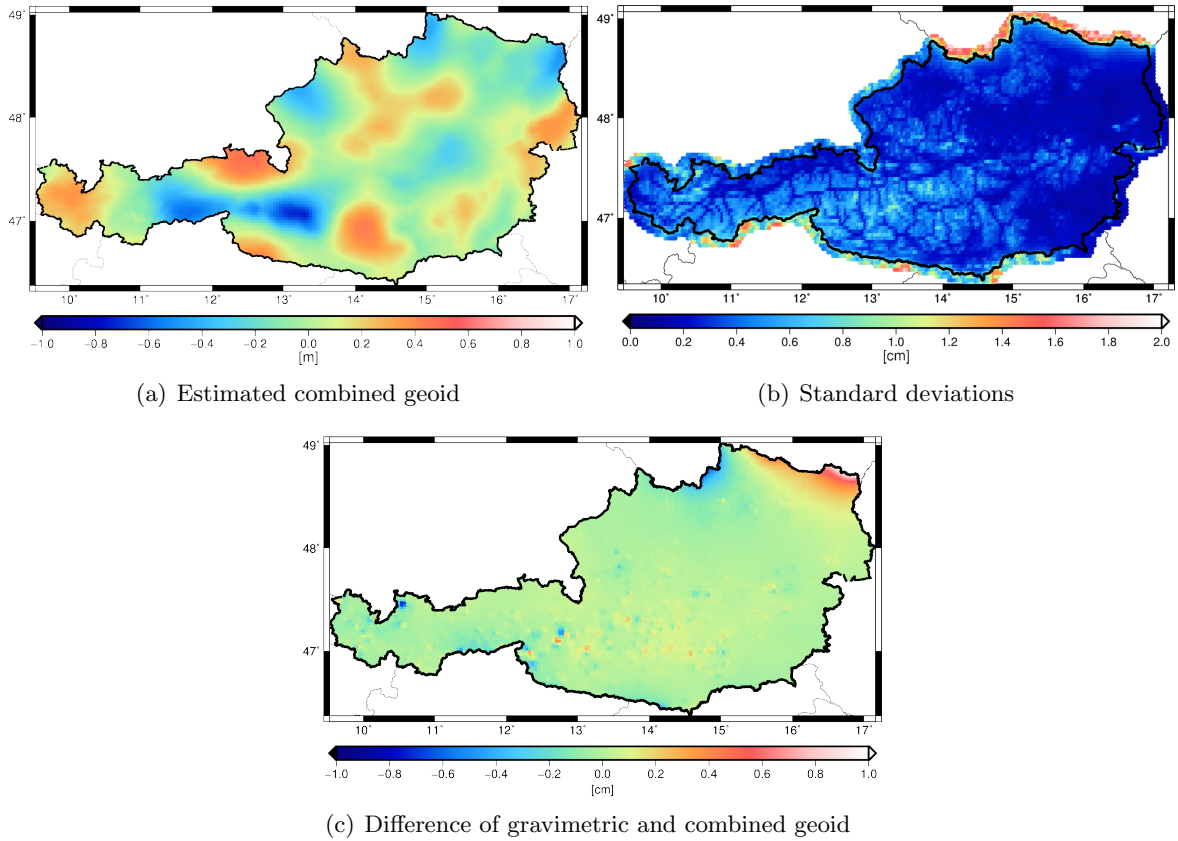 49°
48°
47°
10° 11° 12° 13° 14° 15° 16° 17°
−1.0 −0.8 −0.6 −0.4 −0.2 0.0 0.2 0.4 0.6 0.8 1.0
[m]
(a) Estimated combined geoid
49°
48°
47°
10° 11° 12° 13° 14° 15° 16° 17°
0.0 0.2 0.4 0.6 0.8 1.0 1.2 1.4 1.6 1.8 2.0
[cm]
(b) Standard deviations
49°
48°
47°
10° 11° 12° 13° 14° 15° 16° 17°
−1.0 −0.8 −0.6 −0.4 −0.2 0.0 0.2 0.4 0.6 0.8 1.0
[cm]
(c) Difference of gravimetric and combined geoid